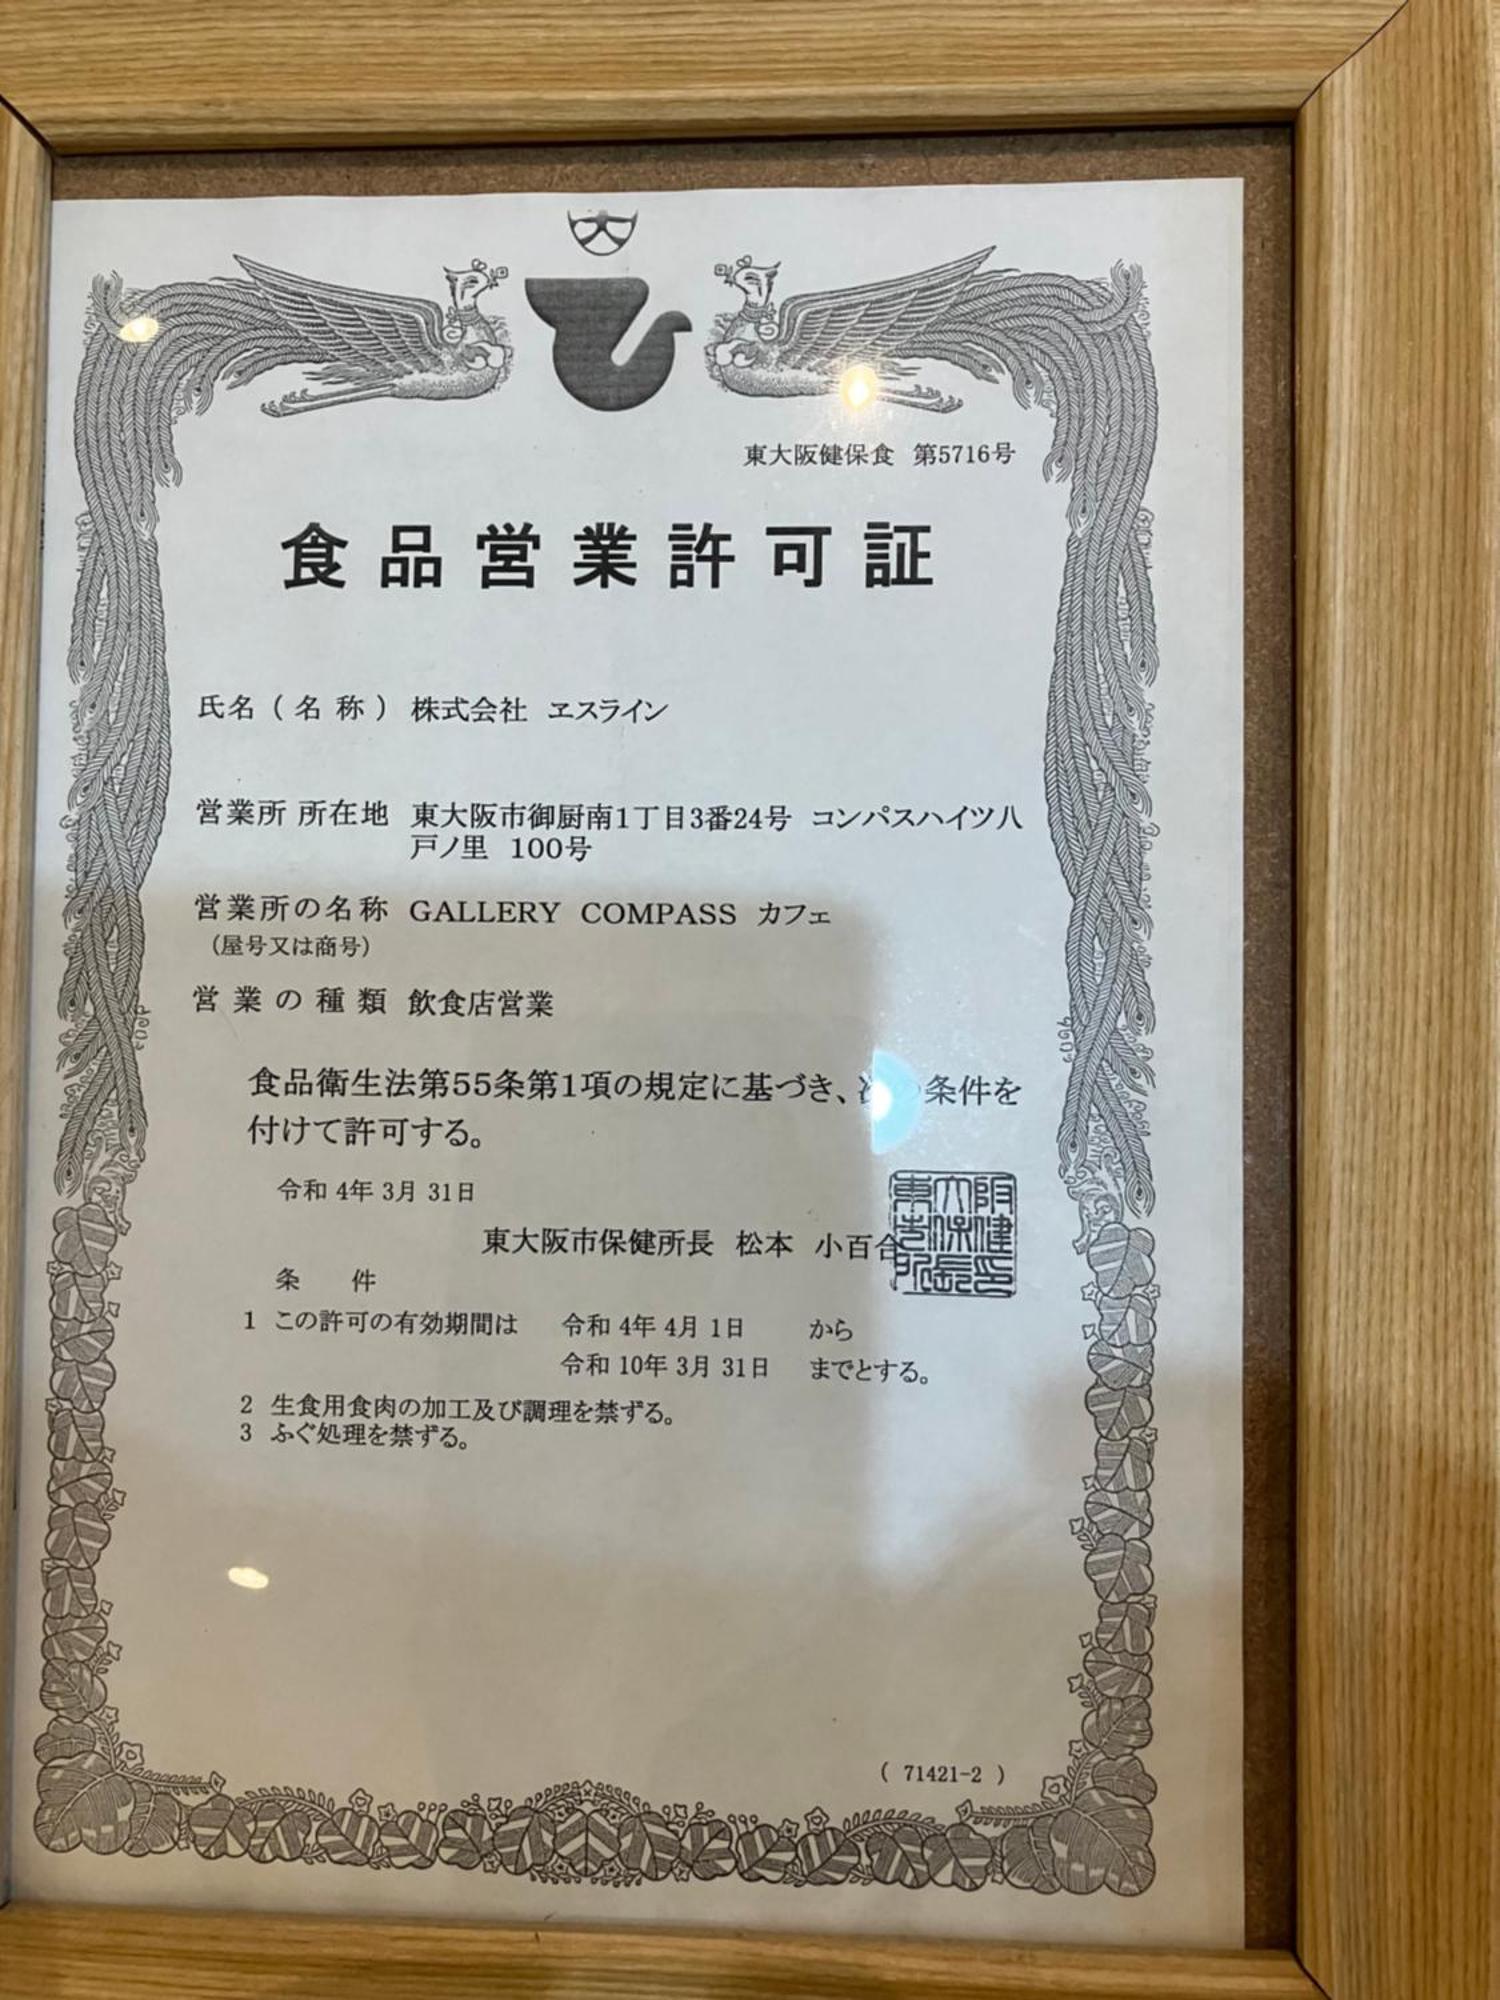 大
東大阪健保食 第5716号
食品営業許可証
氏名(名称) 株式会社 ヱスライン
営業所 所在地 東大阪市御厨南1丁目3番24号 コンパスハイツ八
戸ノ里 100号
営業所の名称 GALLERY COMPASS カフェ
(屋号又は商号)
営業の種類 飲食店営業
食品衛生法第55条第1項の規定に基づき、 条件を
付けて許可する。
令和 4年 3月 31日
東大阪市保健所長 松本 小百合
東大阪市保健所長印
条 件
1 この許可の有効期間は 令和 4年 4月 1日 から
令和 10年 3月 31日 までとする。
2 生食用食肉の加工及び調理を禁ずる。
3 ふぐ処理を禁ずる。
( 71421-2 )